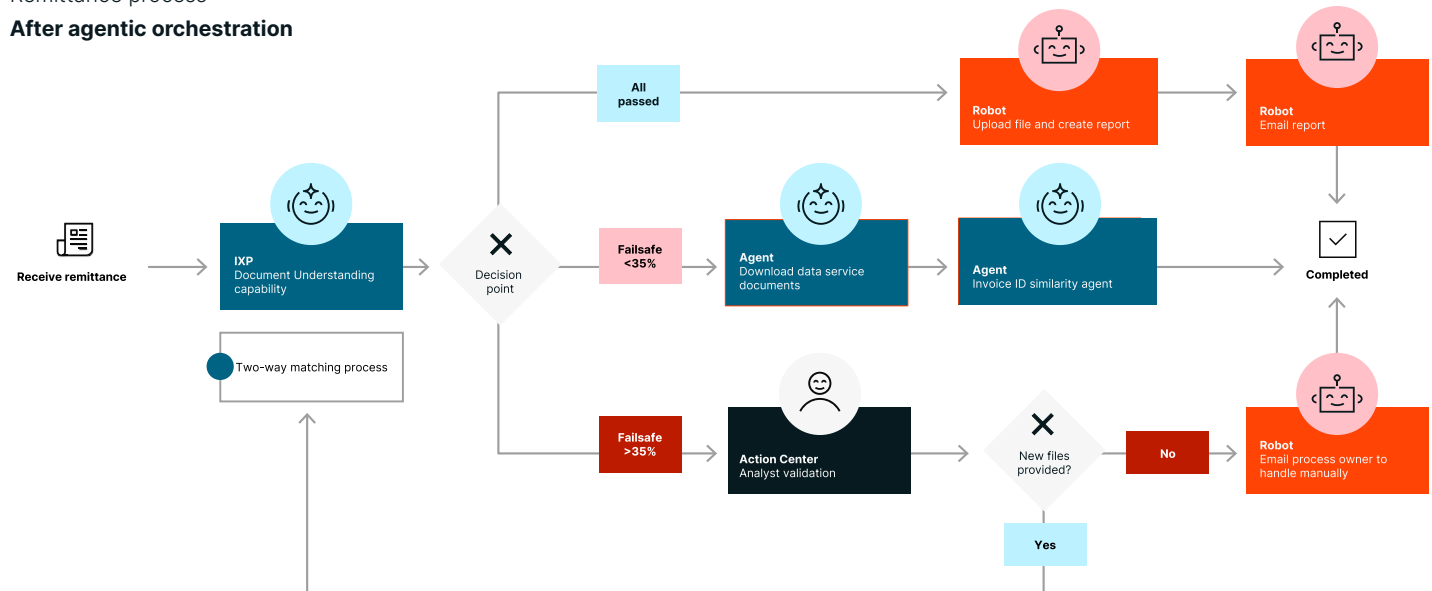 Remittance process
After agentic orchestration
All
passed
Robot
Upload file and create report
Robot
Email report
Receive remittance
IXP
Document Understanding
capability
Decision
point
Failsafe
<35%
Agent
Download data service
documents
Agent
Invoice ID similarity agent
Completed
Two-way matching process
Failsafe
>35%
Action Center
Analyst validation
New files
provided?
No
Robot
Email process owner to
handle manually
Yes